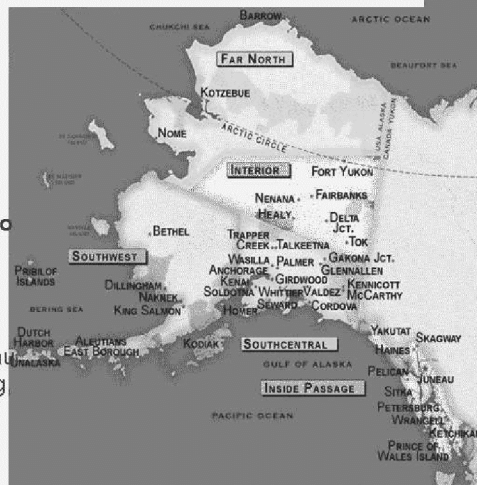 BARROW
ARCTIC OCEAN
CHUKCHI SEA
BEAUFORT SEA
FAR NORTH
KOTZEBUE
USA ALASKA
CANADA YUKON
NOME
ARCTIC CIRCLE
INTERIOR
FORT YUKON
NENANA
FAIRBANKS
HEALY
DELTA
JCT.
BETHEL
TRAPPER
CREEK
TALKEETNA
TOK
SOUTHWEST
WASILLA
PALMER
GAKONA JCT.
GLENNALLEN
PRIBILOF
ISLANDS
ANCHORAGE
GIRDWOOD
KENAI
KENNICOTT
DILLINGHAM
SOLDOTNA
WHITTIER
VALDEZ
MCCARTHY
NAKNEK
KING SALMON
SEWARD
CORDOVA
BERING SEA
HOMER
DUTCH
HARBOR
ALEUTIANS
EAST BOROUGH
KODIAK
SOUTHCENTRAL
YAKUTAT
SKAGWAY
HAINES
UNALASKA
GULF OF ALASKA
PELICAN
JUNEAU
INSIDE PASSAGE
SITKA
PETERSBURG
PACIFIC OCEAN
WRANGELL
KETCHIKAN
PRINCE OF
WALES ISLAND